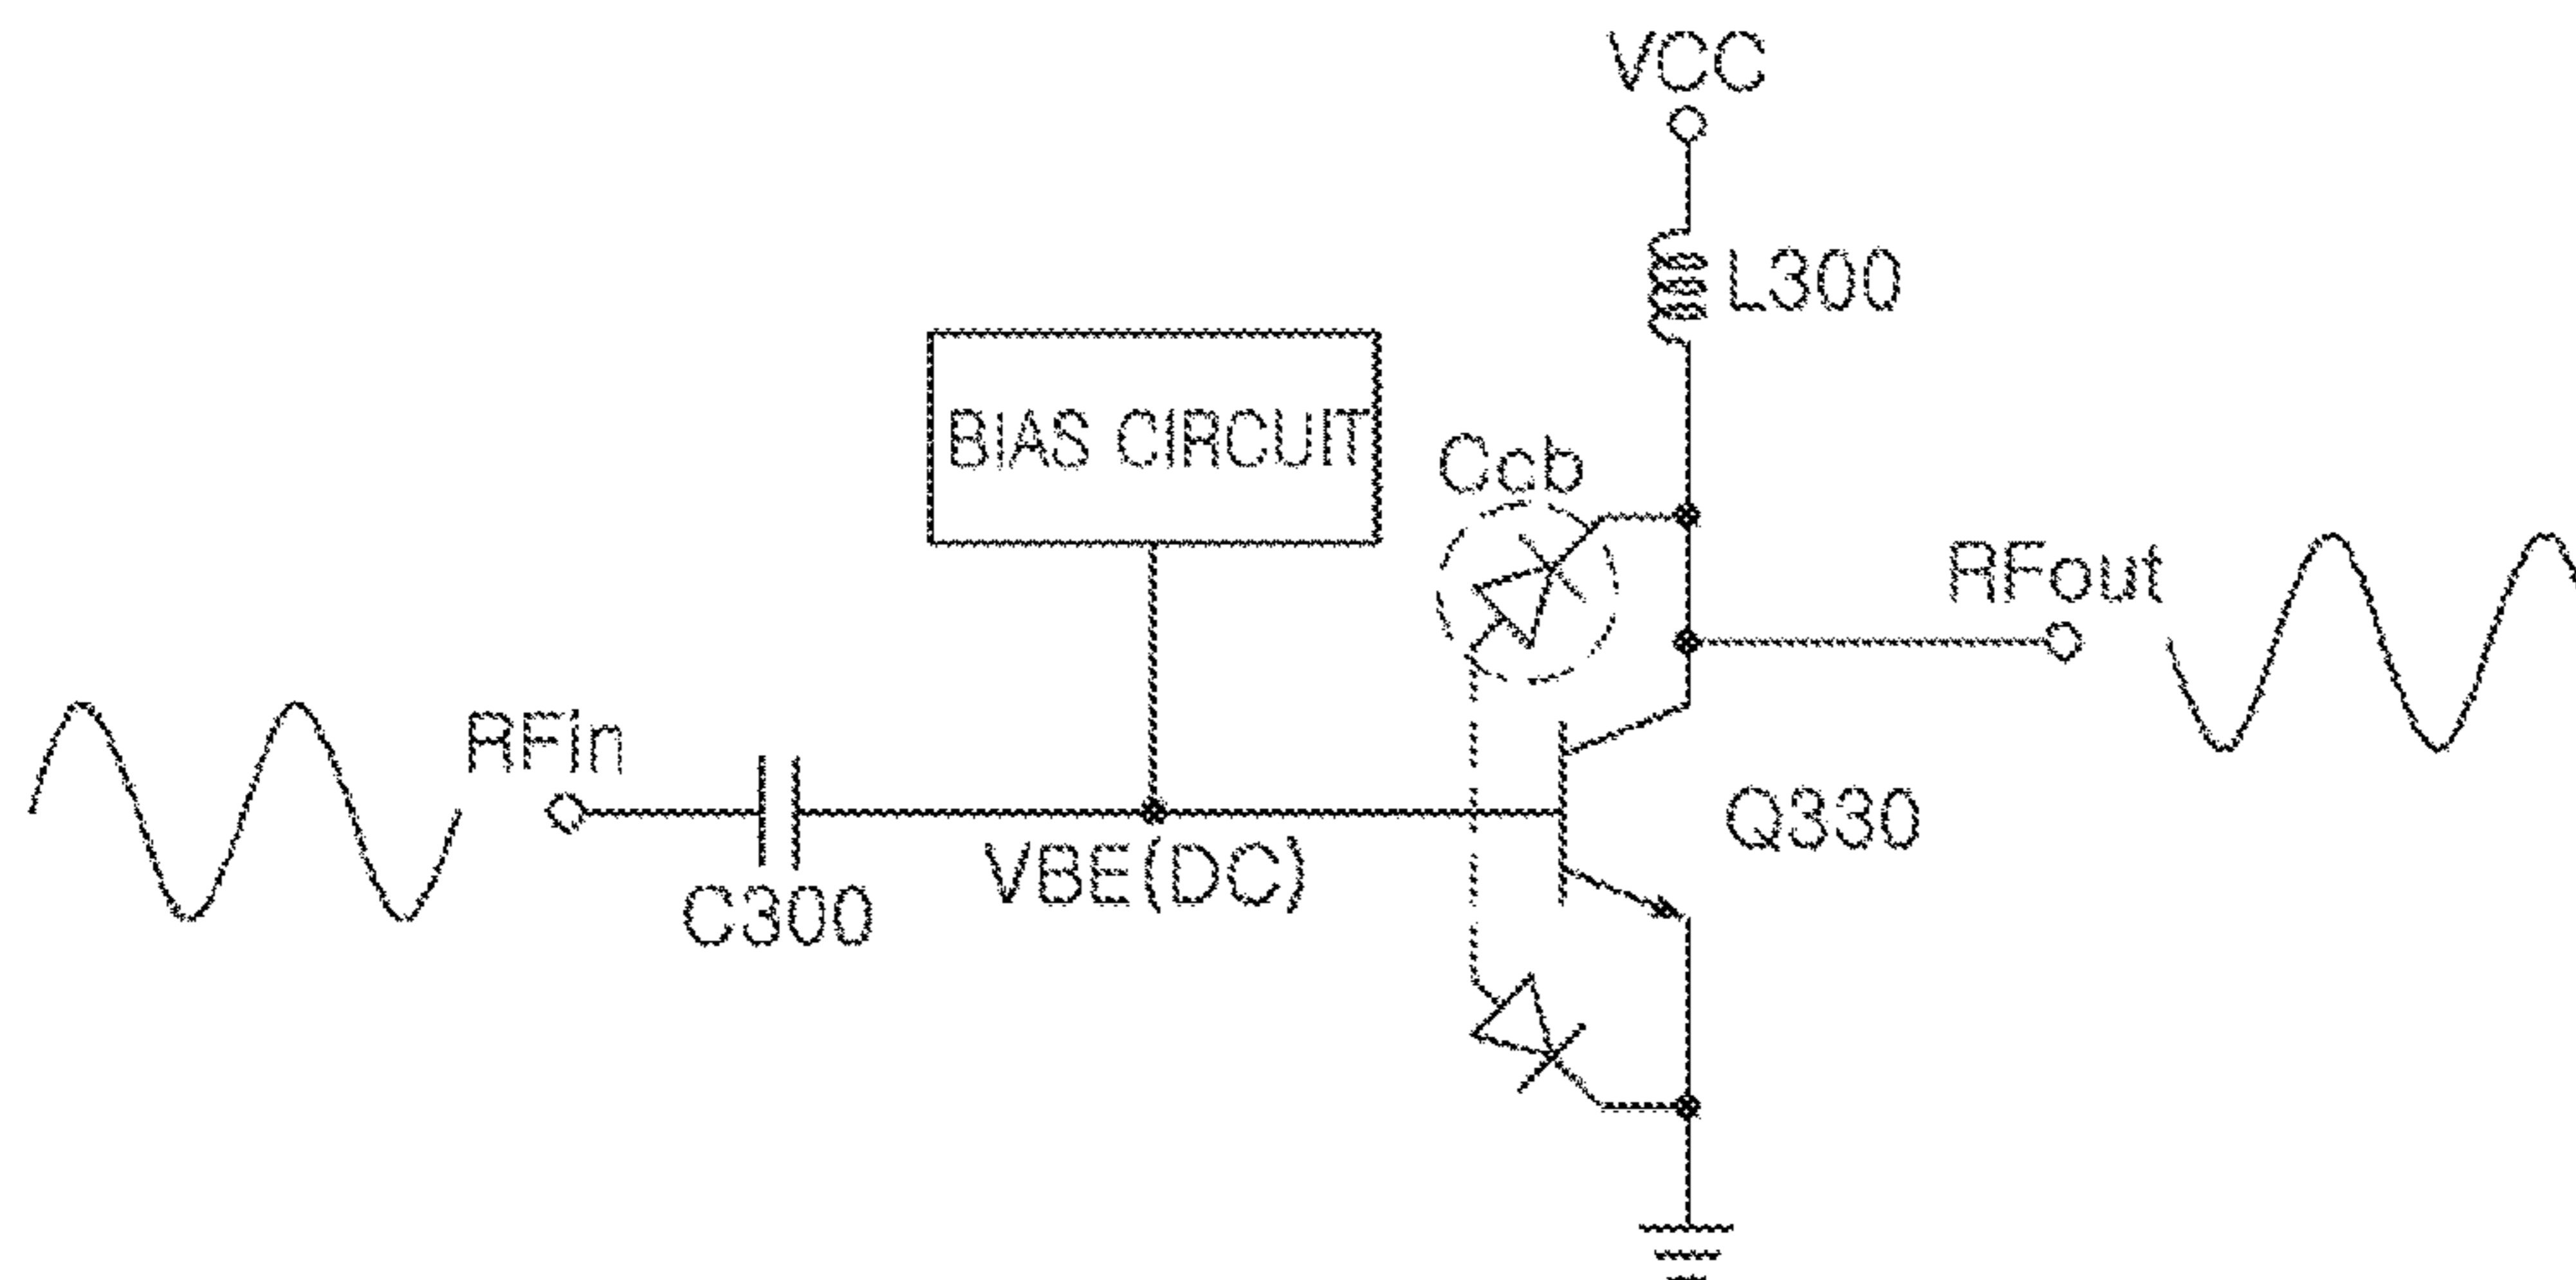 VCC
L300
BIAS CIRCUIT
Ccb
RFout
RFin
Q330
VBE(DC)
C300